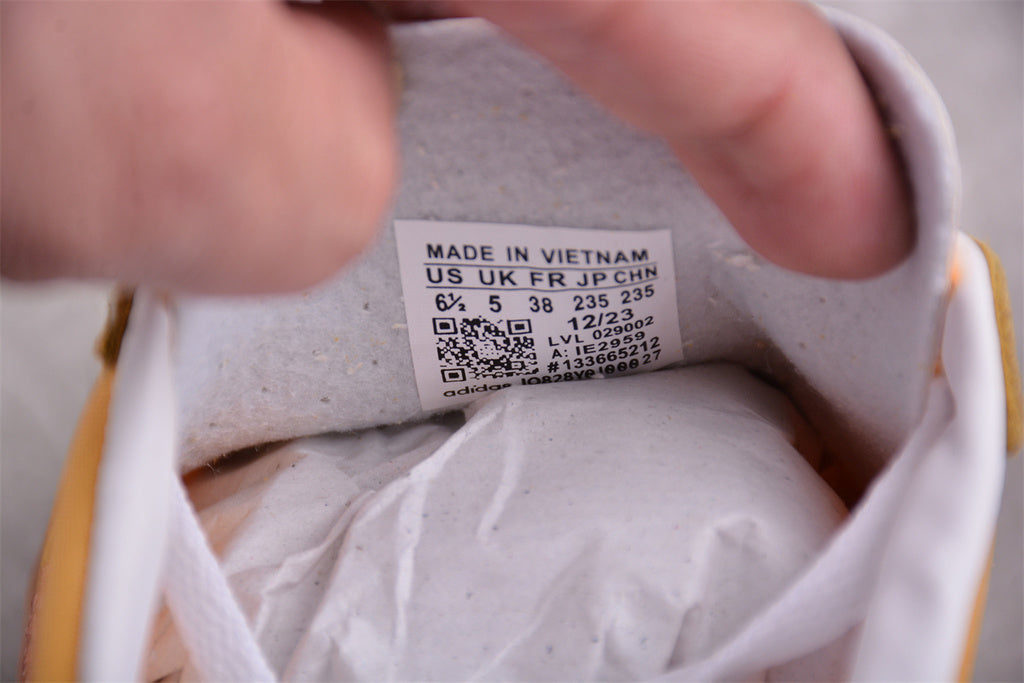 MADE IN VIETNAM
US UK FR JP CHN
6½ 5 38 235 235
12/23
LVL 029002
A: IE2959
#133665212
adidas